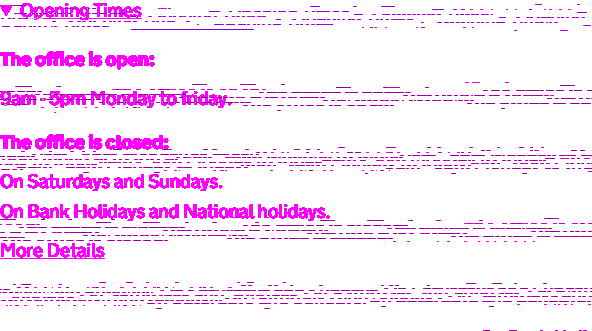 ▼ Opening Times
The office is open:
9am - 5pm Monday to friday.
The office is closed:
On Saturdays and Sundays.
On Bank Holidays and National holidays.
More Details